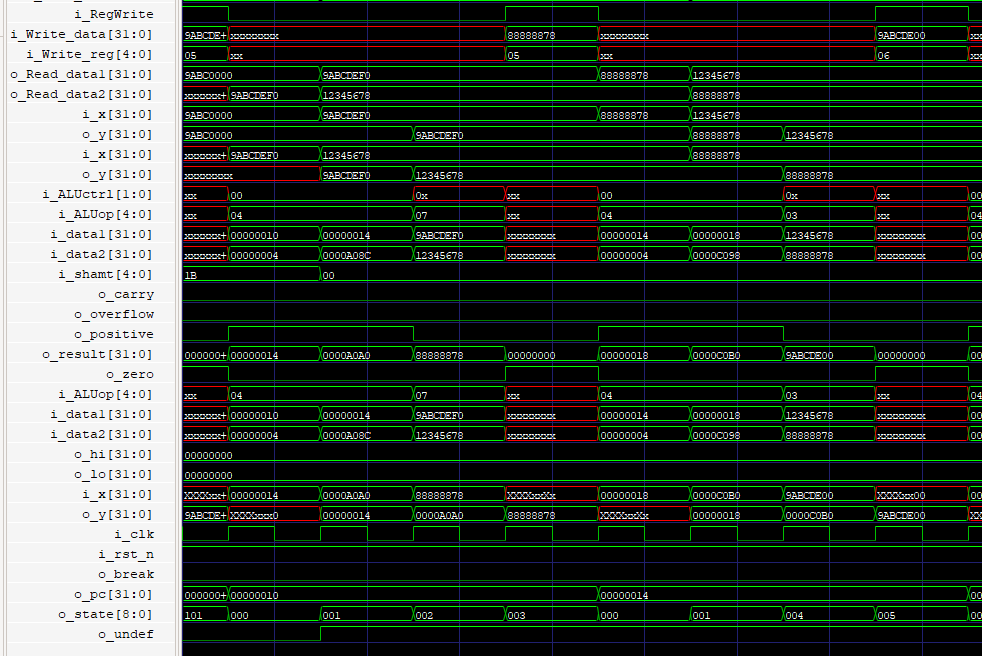 i_RegWrite
i_Write_data[31:0] 9ABCDE+ xxxxxxxx 88888878 xxxxxxxx 9ABCDE00 xx
i_Write_reg[4:0] 05 xx 05 xx 06 xx
o_Read_data1[31:0] 9ABC0000 9ABCDEF0 88888878 12345678
o_Read_data2[31:0] xxxxxx+ 9ABCDEF0 12345678 88888878
i_x[31:0] 9ABC0000 9ABCDEF0 88888878 12345678
o_y[31:0] 9ABC0000 9ABCDEF0 88888878 12345678
i_x[31:0] xxxxxx+ 9ABCDEF0 12345678 88888878
o_y[31:0] xxxxxxxx 9ABCDEF0 12345678 88888878
i_ALUctrl[1:0] xx 00 0x xx 00 0x xx 00
i_ALUop[4:0] xx 04 07 xx 04 03 xx 04
i_data1[31:0] xxxxxx+ 00000010 00000014 9ABCDEF0 xxxxxxxx 00000014 00000018 12345678 xxxxxxxx 00
i_data2[31:0] xxxxxx+ 00000004 0000A08C 12345678 xxxxxxxx 00000004 0000C098 88888878 xxxxxxxx 00
i_shamt[4:0] 1B 00
o_carry
o_overflow
o_positive
o_result[31:0] 000000+ 00000014 0000A0A0 88888878 00000000 00000018 0000C0B0 9ABCDE00 00000000 00
o_zero
i_ALUop[4:0] xx 04 07 xx 04 03 xx 04
i_data1[31:0] xxxxxx+ 00000010 00000014 9ABCDEF0 xxxxxxxx 00000014 00000018 12345678 xxxxxxxx 00
i_data2[31:0] xxxxxx+ 00000004 0000A08C 12345678 xxxxxxxx 00000004 0000C098 88888878 xxxxxxxx 00
o_hi[31:0] 00000000
o_lo[31:0] 00000000
i_x[31:0] XXXXxx+ 00000014 0000A0A0 88888878 XXXXxxXx 00000018 0000C0B0 9ABCDE00 XXXXxx00 00
o_y[31:0] 9ABCDE+ XXXXxxx0 00000014 0000A0A0 88888878 XXXXxxXx 00000018 0000C0B0 9ABCDE00 XX
i_clk
i_rst_n
o_break
o_pc[31:0] 000000+ 00000010 00000014 00
o_state[8:0] 101 000 001 002 003 000 001 004 005 00
o_undef